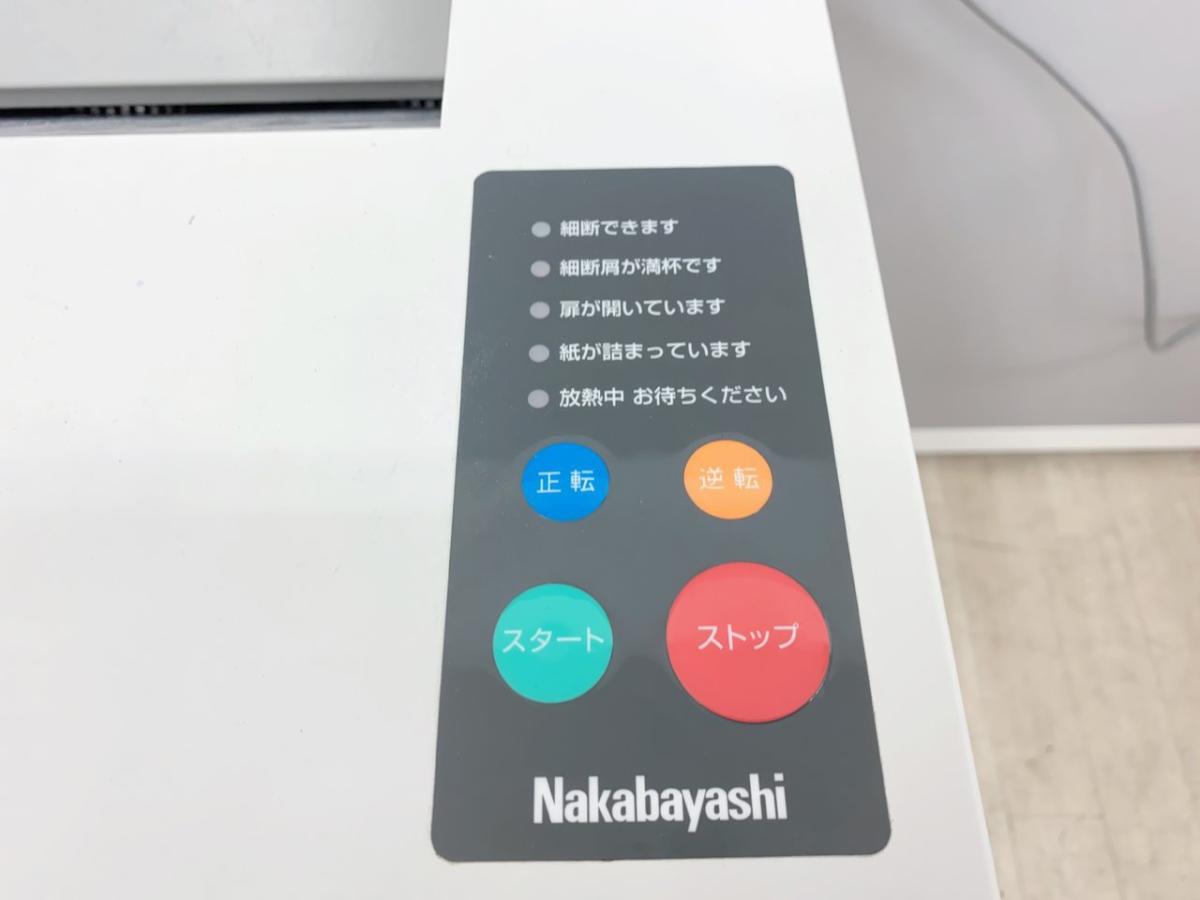 細断できます
細断屑が満杯です
扉が開いています
紙が詰まっています
放熱中 お待ちください
正転 逆転
スタート ストップ
Nakabayashi